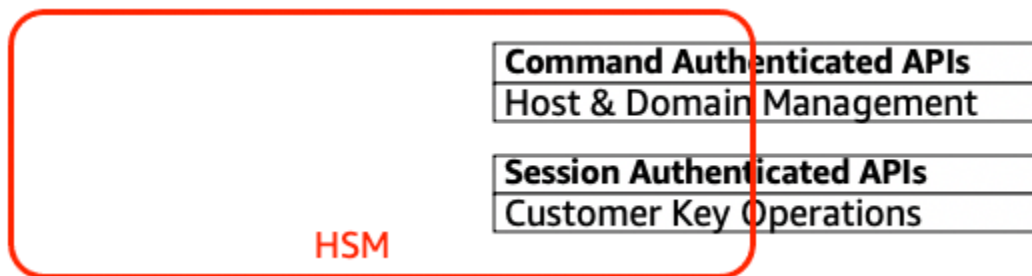 Command Authenticated APIs
Host & Domain Management
Session Authenticated APIs
Customer Key Operations
HSM